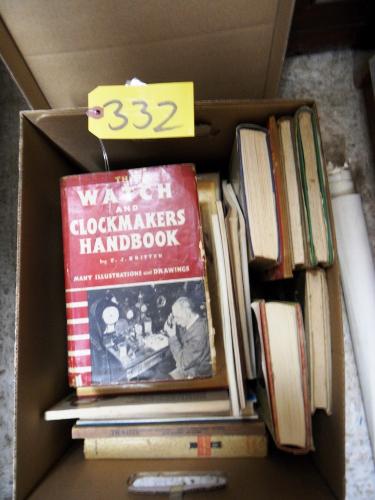 332
THE
WATCH
AND
CLOCKMAKERS
HANDBOOK
by F. J. BRITTEN
MANY ILLUSTRATIONS and DRAWINGS